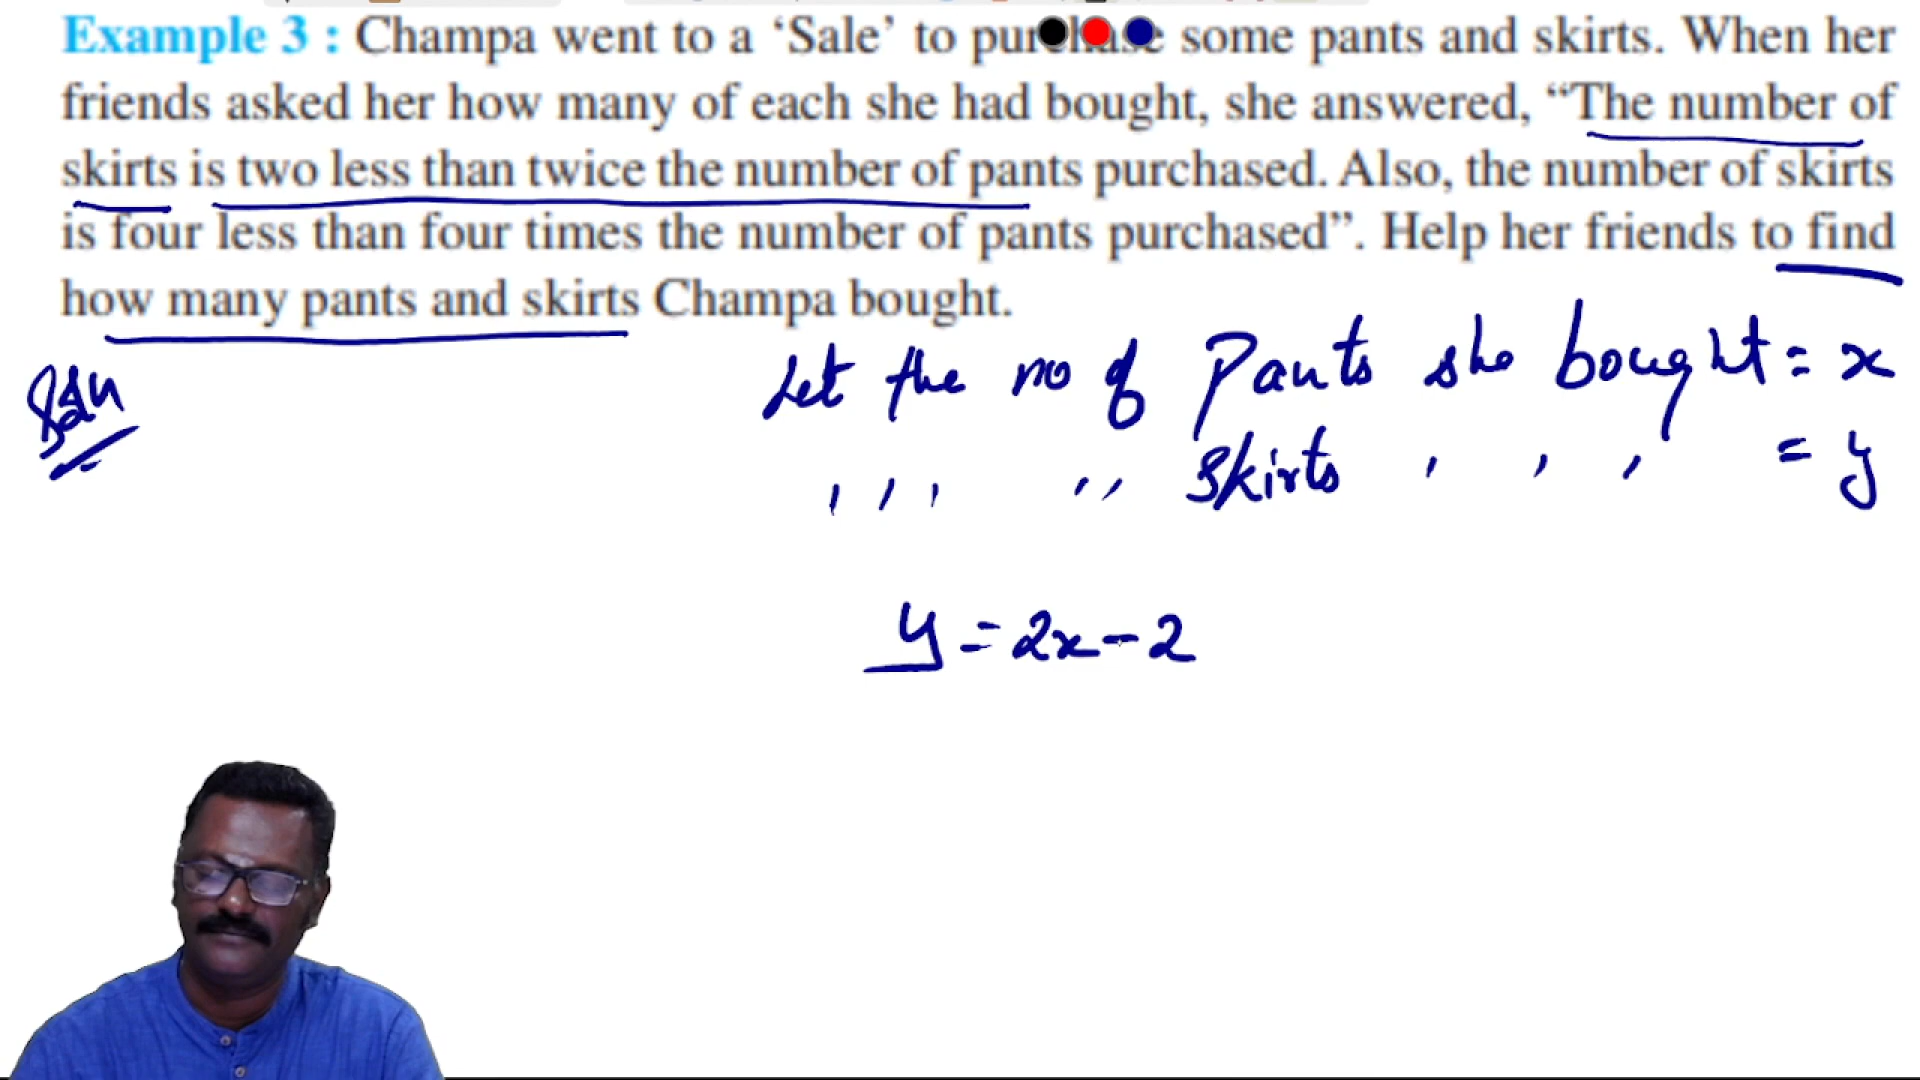 Example 3 : Champa went to a ‘Sale’ to purchase some pants and skirts. When her
friends asked her how many of each she had bought, she answered, “The number of
skirts is two less than twice the number of pants purchased. Also, the number of skirts
is four less than four times the number of pants purchased”. Help her friends to find
how many pants and skirts Champa bought.
Soln
Let the no of Pants she bought = x
,,, ,, Skirts , , , = y
y = 2x - 2